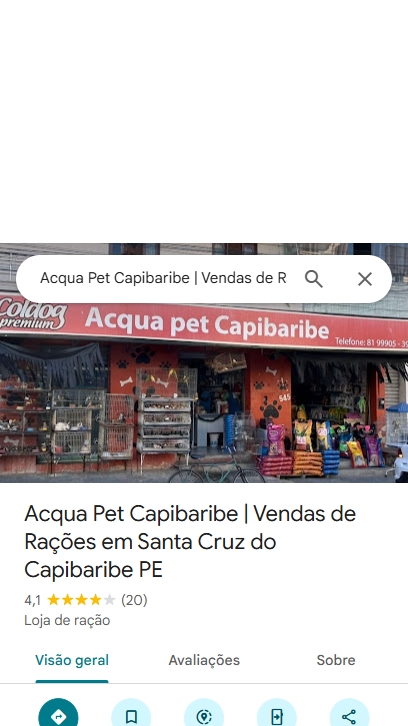 Acqua Pet Capibaribe | Vendas de R
Coldog
premium
Acqua pet Capibaribe
Telefone: 81 99905 - 39
545
Acqua Pet Capibaribe | Vendas de
Rações em Santa Cruz do
Capibaribe PE
4,1 (20)
Loja de ração
Visão geral Avaliações Sobre